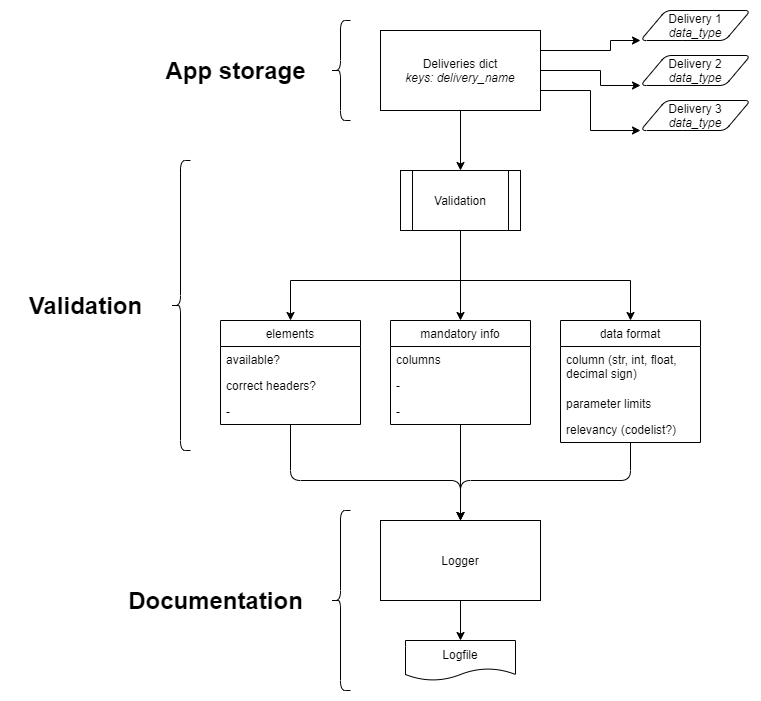 Delivery 1
data_type
App storage
Deliveries dict
keys: delivery_name
Delivery 2
data_type
Delivery 3
data_type
Validation
Validation
elements
available?
correct headers?
-
mandatory info
columns
-
-
data format
column (str, int, float,
decimal sign)
parameter limits
relevancy (codelist?)
Documentation
Logger
Logfile